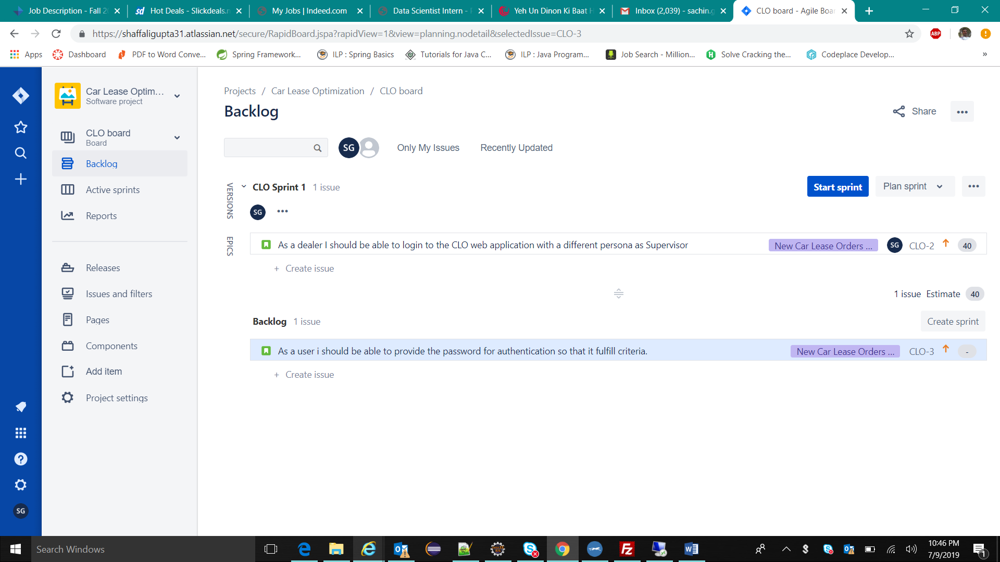 Job Description - Fall 2
Hot Deals - Slickdeals.n
My Jobs | Indeed.com
Data Scientist Intern -
Yeh Un Dinon Ki Baat H
Inbox (2,039) - sachin.g
CLO board - Agile Boar
https://shaffaligupta31.atlassian.net/secure/RapidBoard.jspa?rapidView=1&view=planning.nodetail&selectedIssue=CLO-3
ABP
Apps
Dashboard
PDF to Word Conve...
Spring Framework...
ILP : Spring Basics
Tutorials for Java C...
ILP : Java Program...
Job Search - Million...
Solve Cracking the...
Codeplace Develop...
»
Car Lease Optim...
Software project
CLO board
Board
Backlog
Active sprints
Reports
Releases
Issues and filters
Pages
Components
Add item
Project settings
SG
Projects / Car Lease Optimization / CLO board
Backlog
Share
SG
Only My Issues
Recently Updated
VERSIONS
EPICS
CLO Sprint 1 1 issue
Start sprint
Plan sprint
SG
As a dealer I should be able to login to the CLO web application with a different persona as Supervisor
New Car Lease Orders ...
SG
CLO-2
40
+ Create issue
1 issue Estimate 40
Backlog 1 issue
Create sprint
As a user i should be able to provide the password for authentication so that it fulfill criteria.
New Car Lease Orders ...
CLO-3
-
+ Create issue
Search Windows
10:46 PM
7/9/2019
1